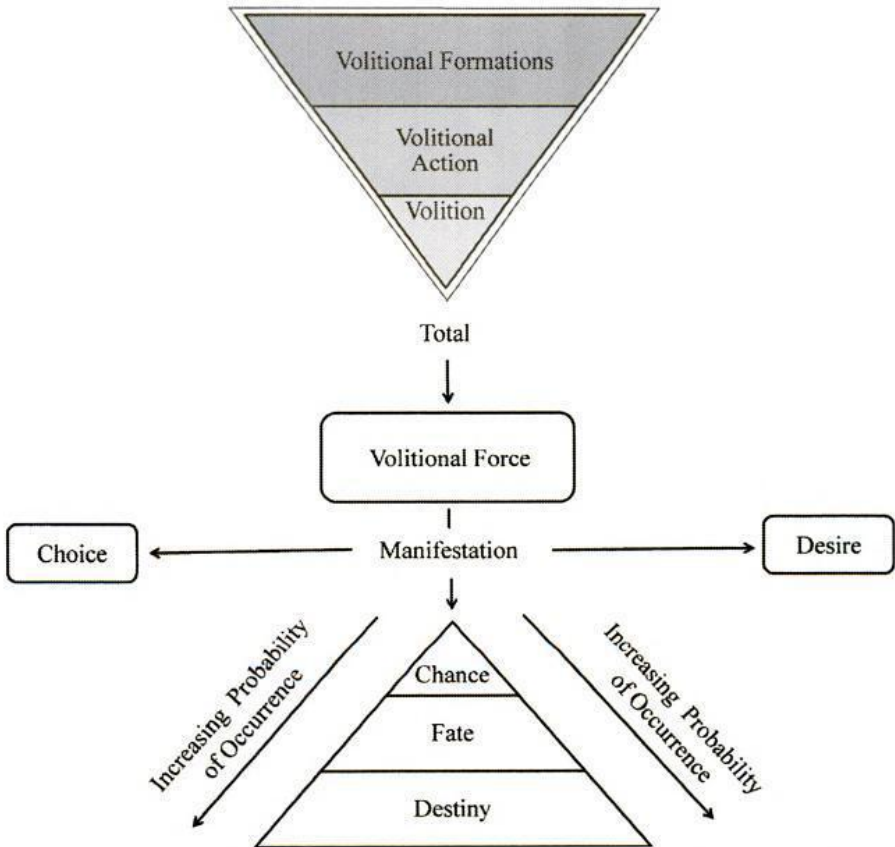 Volitional Formations
Volitional
Action
Volition
Total
Volitional Force
Choice
Manifestation
Desire
Increasing Probability
of Occurrence
Increasing Probability
of Occurrence
Chance
Fate
Destiny